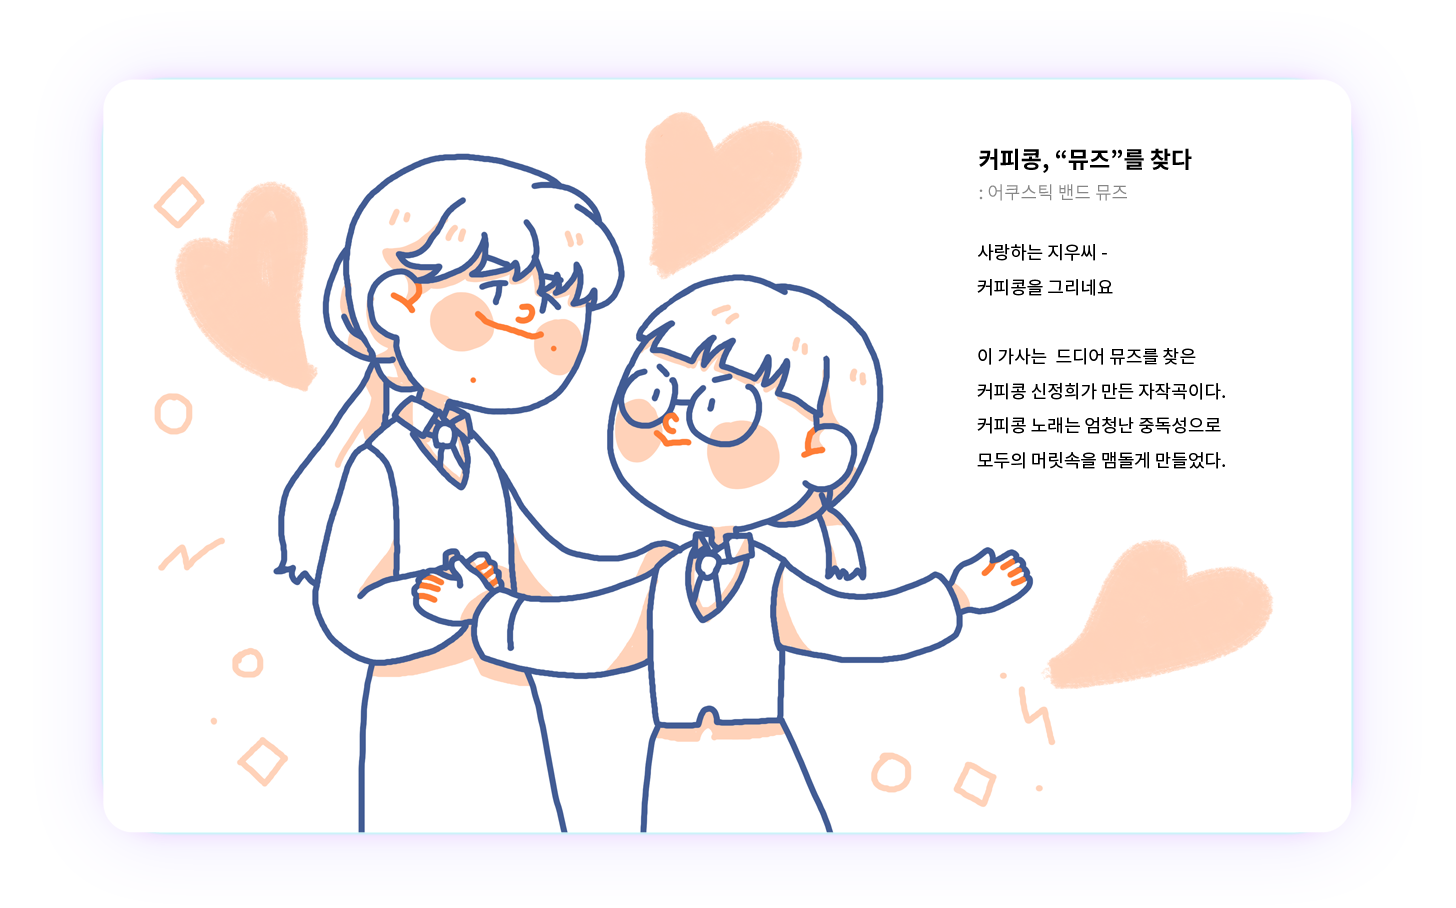 커피콩, “뮤즈”를 찾다
: 어쿠스틱 밴드 뮤즈
사랑하는 지우씨 -
커피콩을 그리네요
이 가사는 드디어 뮤즈를 찾은
커피콩 신정희가 만든 자작곡이다.
커피콩 노래는 엄청난 중독성으로
모두의 머릿속을 맴돌게 만들었다.